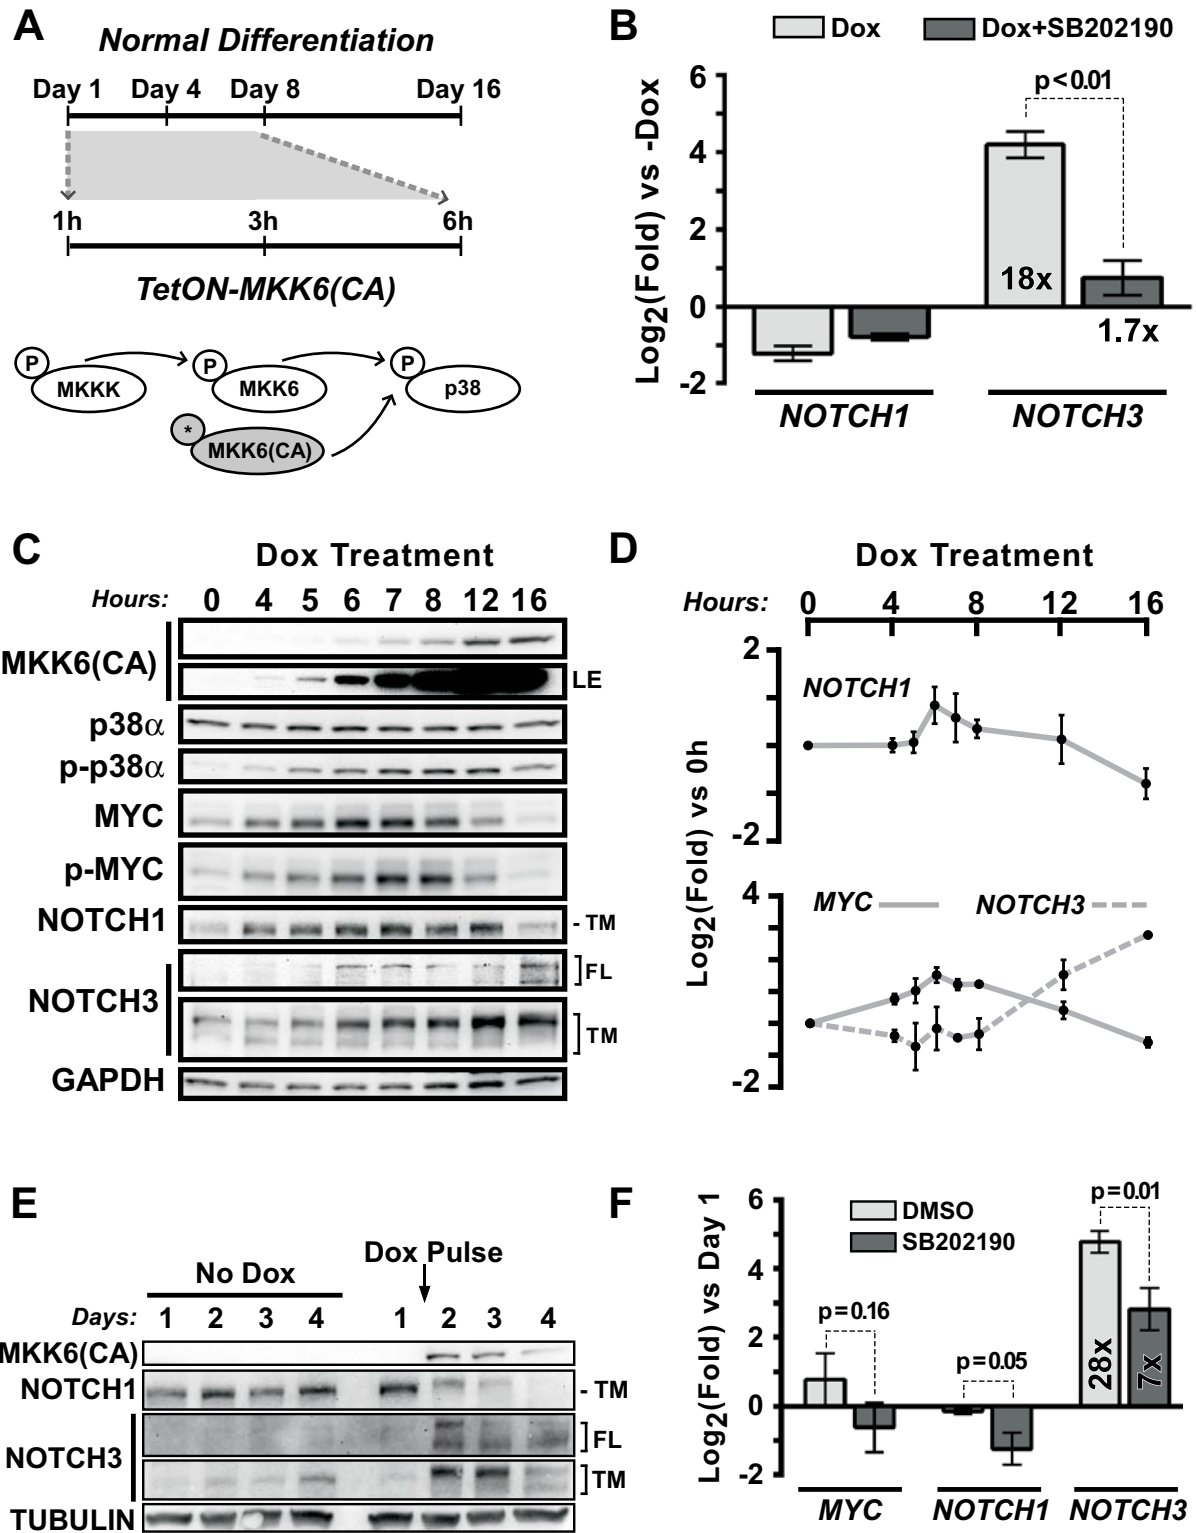 A
Normal Differentiation
Day 1 Day 4 Day 8 Day 16
1h 3h 6h
TetON-MKK6(CA)
P P P
MKKK MKK6 p38
* MKK6(CA)
B
Dox Dox+SB202190
Log2(Fold) vs -Dox
6
4
2
0
-2
p<0.01
18x
1.7x
NOTCH1 NOTCH3
C
Dox Treatment
Hours: 0 4 5 6 7 8 12 16
MKK6(CA)
LE
p38α
p-p38α
MYC
p-MYC
NOTCH1 - TM
NOTCH3
FL
TM
GAPDH
D
Dox Treatment
Hours: 0 4 8 12 16
Log2(Fold) vs 0h
2
NOTCH1
-2
4
MYC NOTCH3
-2
E
Dox Pulse
No Dox
Days: 1 2 3 4 1 2 3 4
MKK6(CA)
NOTCH1 - TM
NOTCH3
FL
TM
TUBULIN
F
Log2(Fold) vs Day 1
6
4
2
0
-2
DMSO
SB202190
p=0.16
p=0.05
p=0.01
28x
7x
MYC NOTCH1 NOTCH3